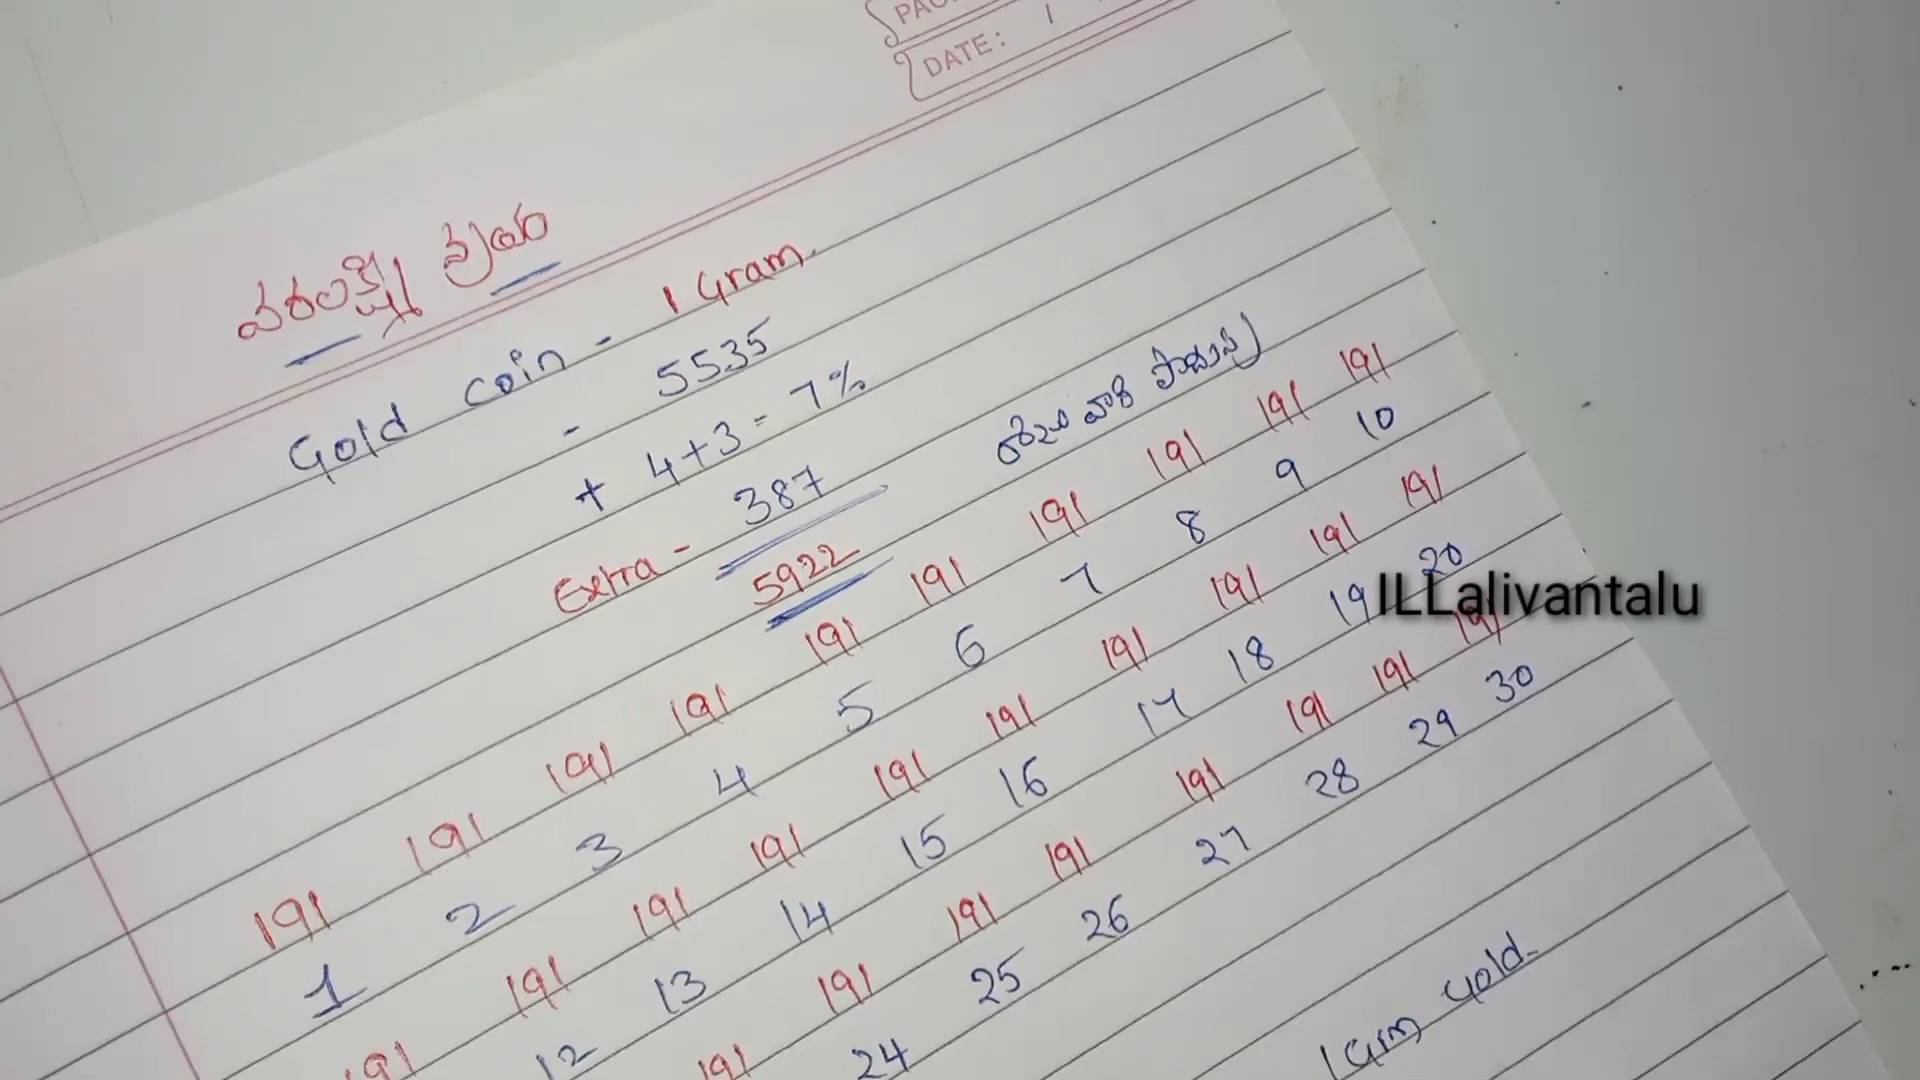 PAG
DATE: /
Gold coin - 1 Gram.
- 5535
+ 4+3 = 7%
Extra - 387
5922
రోజు వారి పొదుపు
191 191 191 191 191 191 191 191 191 191
1 2 3 4 5 6 7 8 9 10
191 191 191 191 191 191 191 191 191
12 13 14 15 16 17 18 19 20
191 191 191 191 191 191 191 191
24 25 26 27 28 29 30
1 Grm Gold-
ILLalivantalu